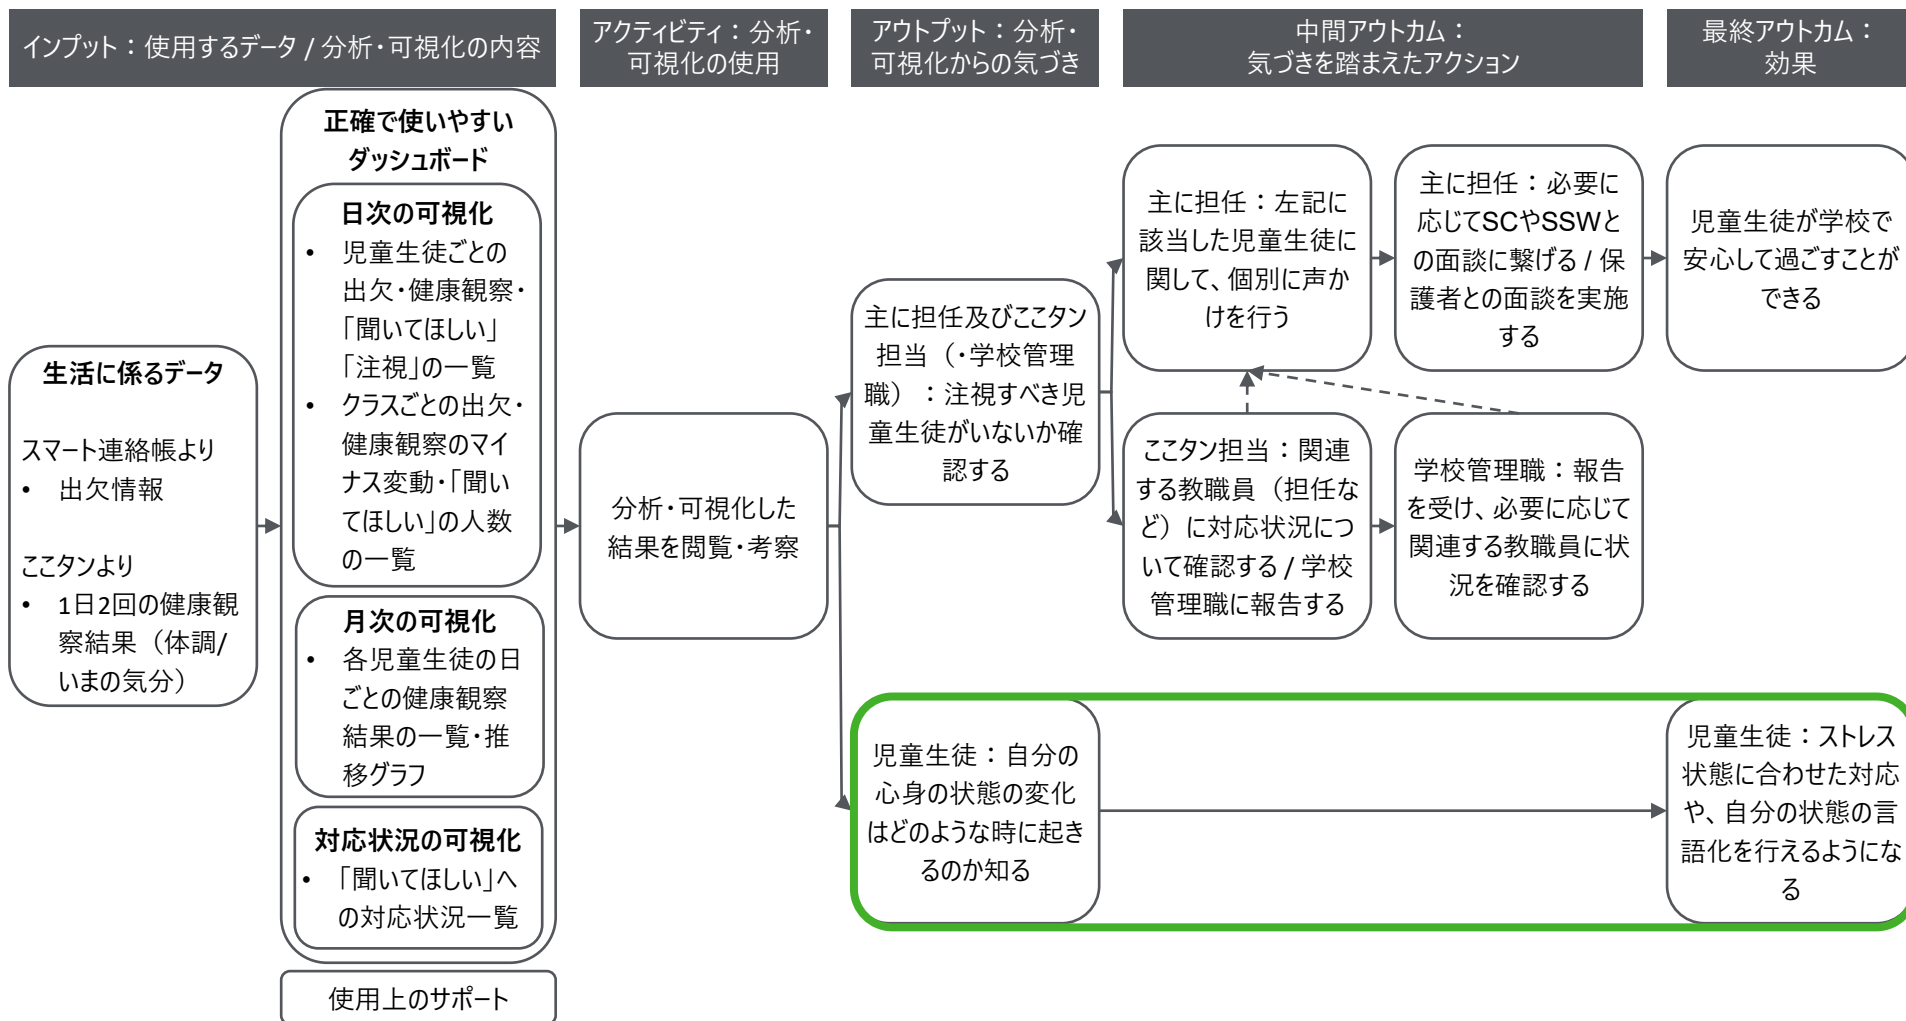 インプット：使用するデータ / 分析・可視化の内容
アクティビティ：分析・
可視化の使用
アウトプット：分析・
可視化からの気づき
中間アウトカム：
気づきを踏まえたアクション
最終アウトカム：
効果
生活に係るデータ
スマート連絡帳より
• 出欠情報
ここタンより
• 1日2回の健康観
察結果（体調/
いまの気分）
正確で使いやすい
ダッシュボード
日次の可視化
• 児童生徒ごとの
出欠・健康観察・
「聞いてほしい」
「注視」の一覧
• クラスごとの出欠・
健康観察のマイ
ナス変動・「聞い
てほしい」の人数
の一覧
月次の可視化
• 各児童生徒の日
ごとの健康観察
結果の一覧・推
移グラフ
対応状況の可視化
• 「聞いてほしい」へ
の対応状況一覧
使用上のサポート
分析・可視化した
結果を閲覧・考察
主に担任及びここタン
担当（・学校管理
職）：注視すべき児
童生徒がいないか確
認する
主に担任：左記に
該当した児童生徒に
関して、個別に声か
けを行う
主に担任：必要に
応じてSCやSSWと
の面談に繋げる / 保
護者との面談を実施
する
児童生徒が学校で
安心して過ごすことが
できる
ここタン担当：関連
する教職員（担任な
ど）に対応状況につ
いて確認する / 学校
管理職に報告する
学校管理職：報告
を受け、必要に応じて
関連する教職員に状
況を確認する
児童生徒：自分の
心身の状態の変化
はどのような時に起き
るのか知る
児童生徒：ストレス
状態に合わせた対応
や、自分の状態の言
語化を行えるようにな
る